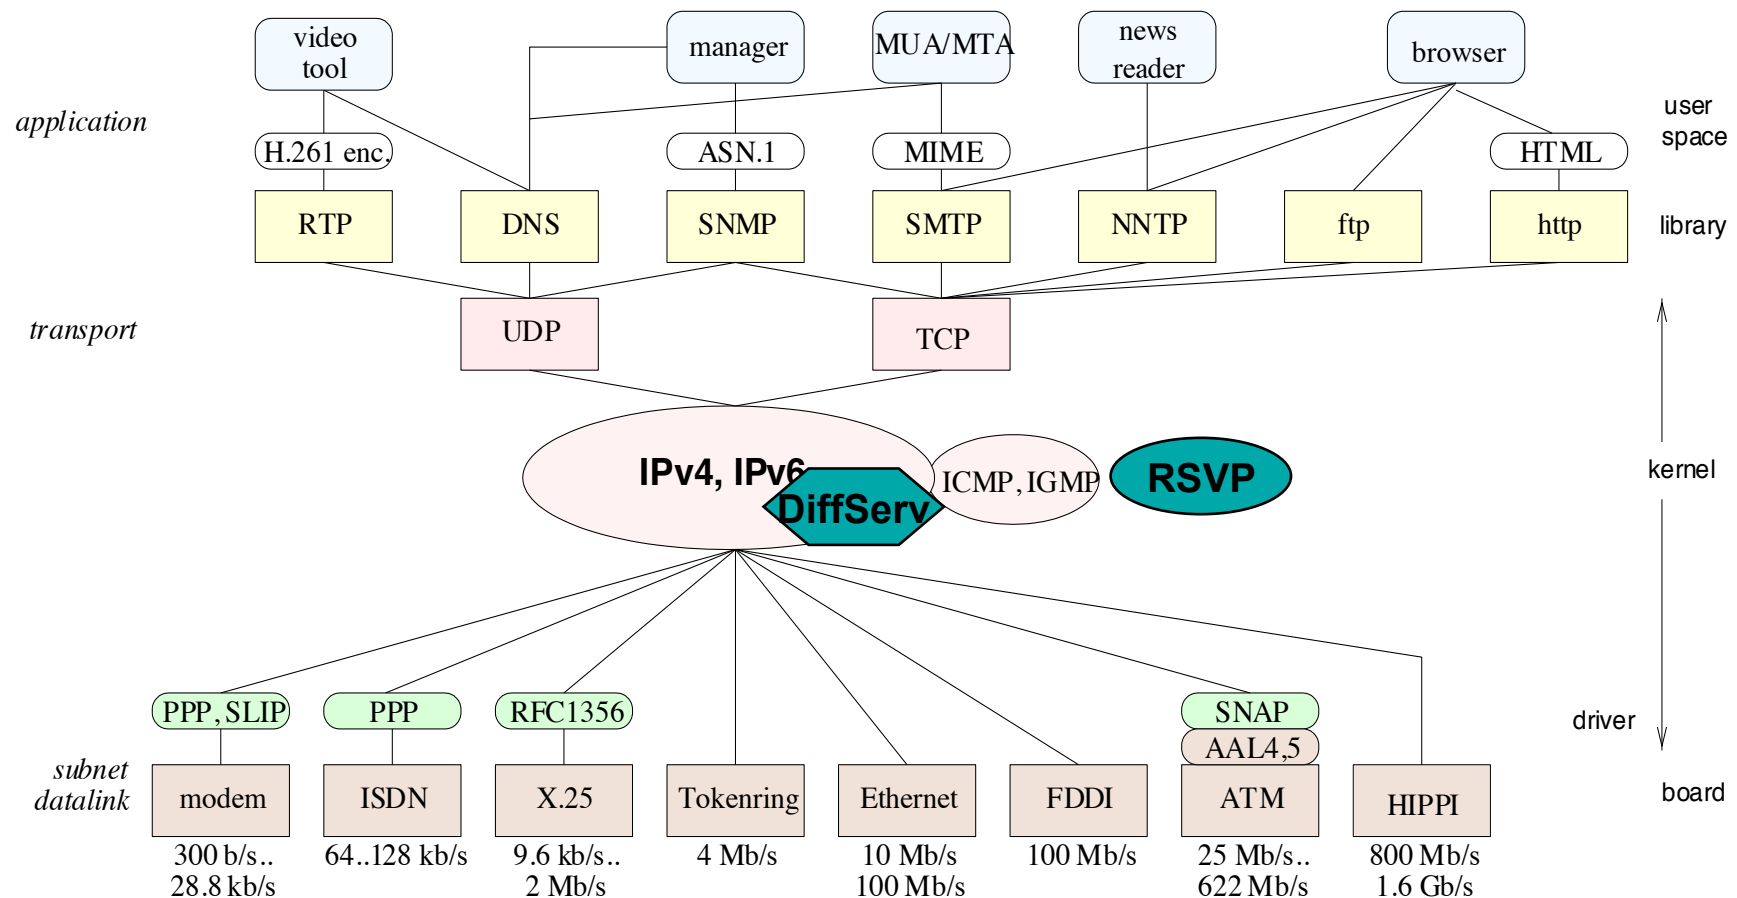 video
tool
manager
MUA/MTA
news
reader
browser
application
user
space
H.261 enc.
ASN.1
MIME
HTML
RTP
DNS
SNMP
SMTP
NNTP
ftp
http
library
transport
UDP
TCP
IPv4, IPv6
DiffServ
ICMP, IGMP
RSVP
kernel
PPP, SLIP
PPP
RFC1356
SNAP
AAL4,5
driver
subnet
datalink
modem
ISDN
X.25
Tokenring
Ethernet
FDDI
ATM
HIPPI
board
300 b/s..
28.8 kb/s
64..128 kb/s
9.6 kb/s..
2 Mb/s
4 Mb/s
10 Mb/s
100 Mb/s
100 Mb/s
25 Mb/s..
622 Mb/s
800 Mb/s
1.6 Gb/s